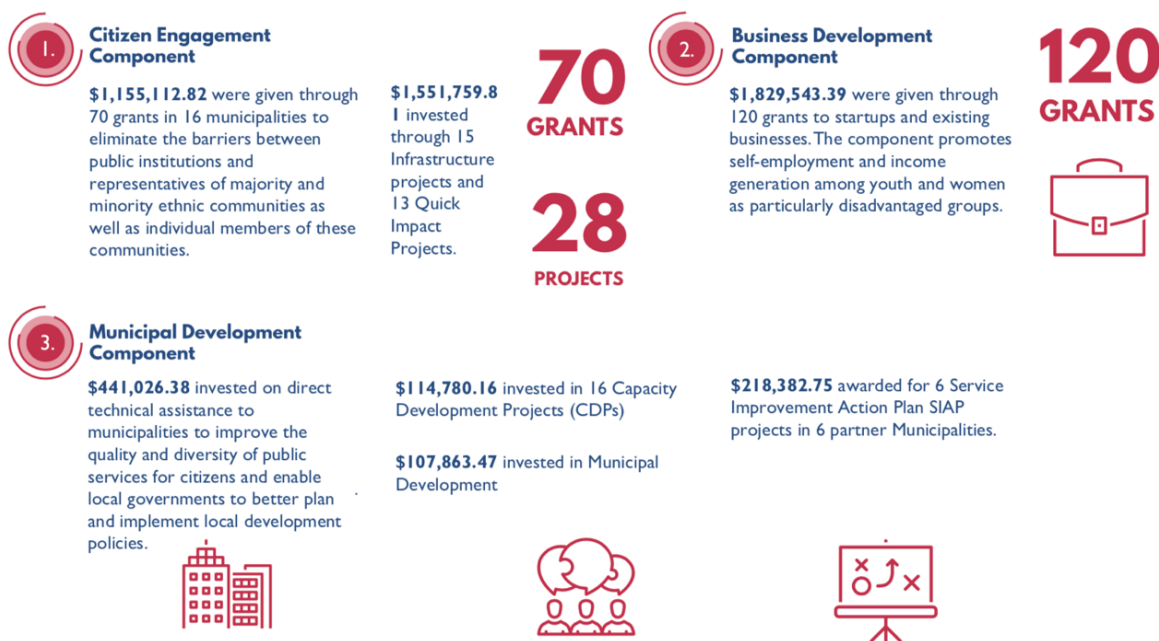 1.
Citizen Engagement
Component
$1,155,112.82 were given through
70 grants in 16 municipalities to
eliminate the barriers between
public institutions and
representatives of majority and
minority ethnic communities as
well as individual members of these
communities.
$1,551,759.8
1 invested
through 15
Infrastructure
projects and
13 Quick
Impact
Projects.
70
GRANTS
28
PROJECTS
2.
Business Development
Component
$1,829,543.39 were given through
120 grants to startups and existing
businesses. The component promotes
self-employment and income
generation among youth and women
as particularly disadvantaged groups.
120
GRANTS
3.
Municipal Development
Component
$441,026.38 invested on direct
technical assistance to
municipalities to improve the
quality and diversity of public
services for citizens and enable
local governments to better plan
and implement local development
policies.
$114,780.16 invested in 16 Capacity
Development Projects (CDPs)
$107,863.47 invested in Municipal
Development
$218,382.75 awarded for 6 Service
Improvement Action Plan SIAP
projects in 6 partner Municipalities.